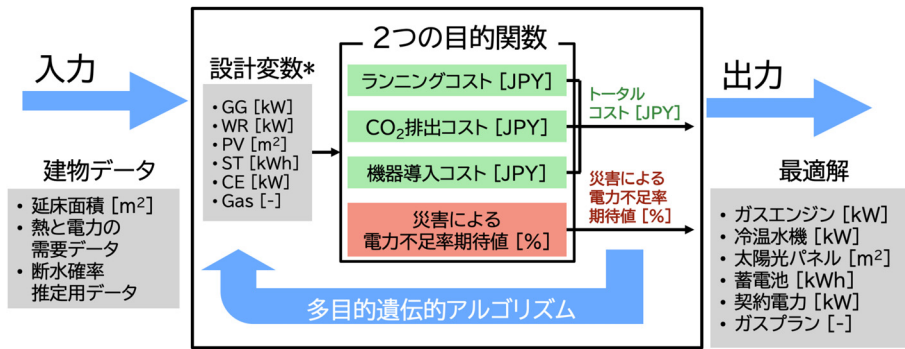 入力
建物データ
• 延床面積 [m²]
• 熱と電力の
需要データ
• 断水確率
推定用データ
設計変数*
• GG [kW]
• WR [kW]
• PV [m²]
• ST [kWh]
• CE [kW]
• Gas [-]
2つの目的関数
ランニングコスト [JPY]
CO₂排出コスト [JPY]
機器導入コスト [JPY]
災害による
電力不足率期待値 [%]
トータル
コスト [JPY]
災害による
電力不足率
期待値 [%]
多目的遺伝的アルゴリズム
出力
最適解
• ガスエンジン [kW]
• 冷温水機 [kW]
• 太陽光パネル [m²]
• 蓄電池 [kWh]
• 契約電力 [kW]
• ガスプラン [-]